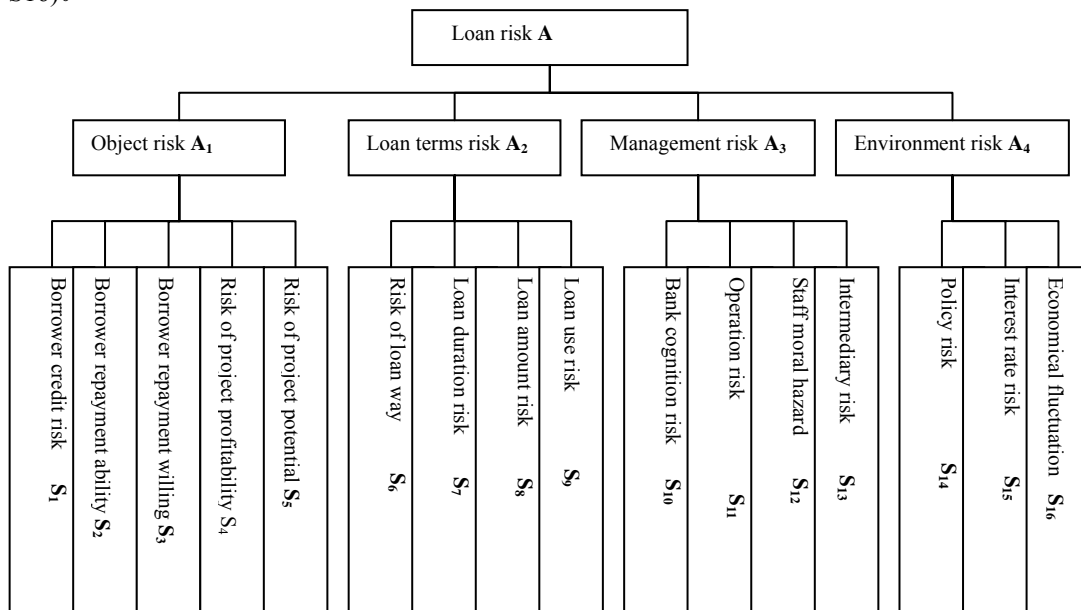 Loan risk A
Object risk A₁
Loan terms risk A₂
Management risk A₃
Environment risk A₄
Borrower credit risk S₁
Borrower repayment ability S₂
Borrower repayment willing S₃
Risk of project profitability S₄
Risk of project potential S₅
Risk of loan way S₆
Loan duration risk S₇
Loan amount risk S₈
Loan use risk S₉
Bank cognition risk S₁₀
Operation risk S₁₁
Staff moral hazard S₁₂
Intermediary risk S₁₃
Policy risk S₁₄
Interest rate risk S₁₅
Economical fluctuation S₁₆